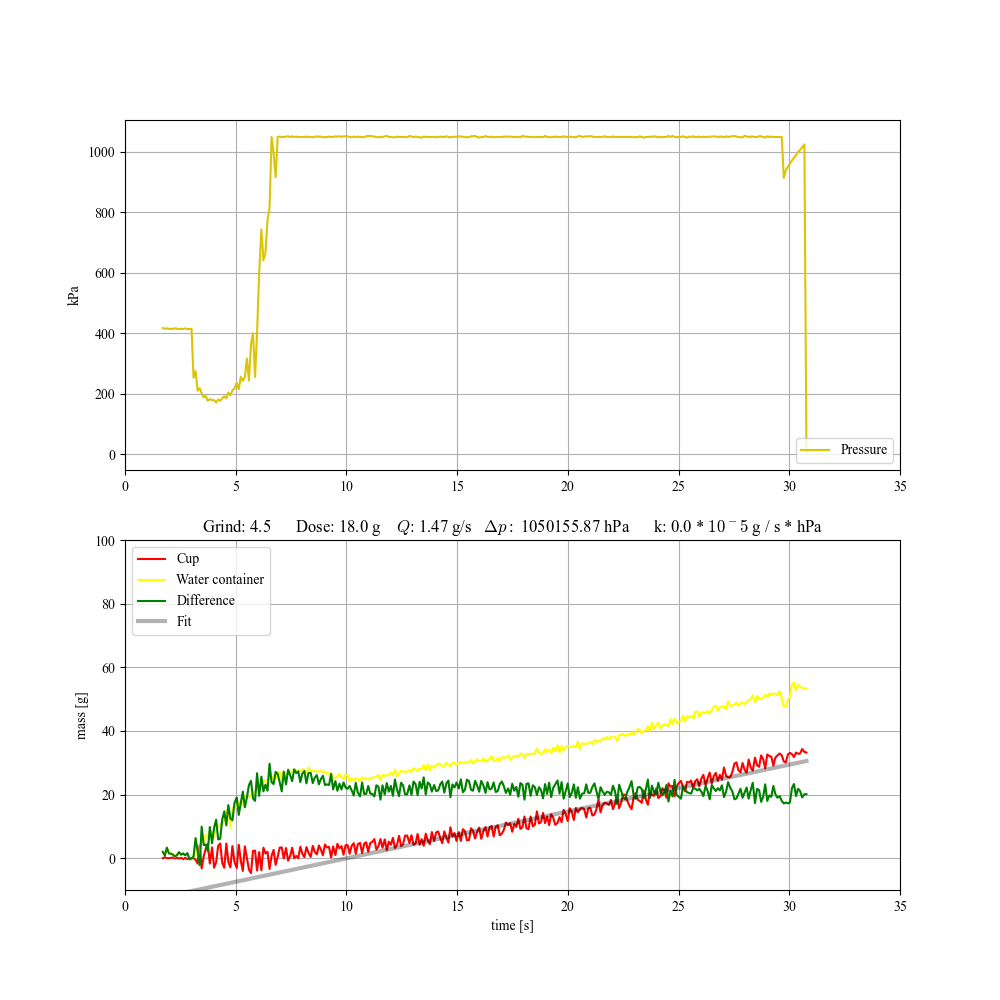 1000
800
600
400
200
0
kPa
Pressure
0 5 10 15 20 25 30 35
Grind: 4.5 Dose: 18.0 g Q: 1.47 g/s Δp: 1050155.87 hPa k: 0.0 * 10⁻5 g / s * hPa
100
80
60
40
20
0
mass [g]
Cup
Water container
Difference
Fit
0 5 10 15 20 25 30 35
time [s]